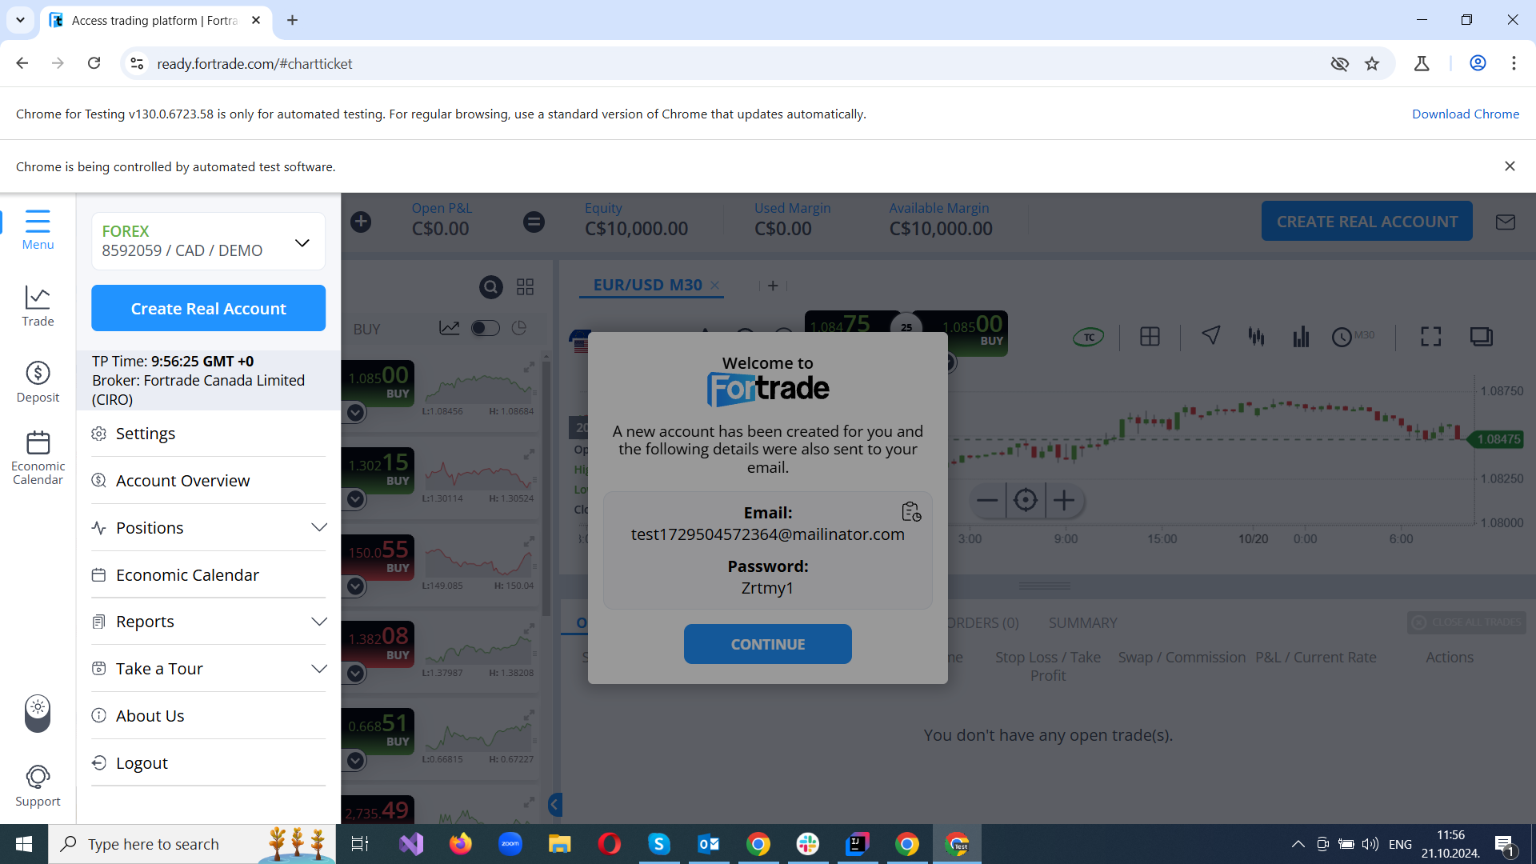 Access trading platform | Fortra
ready.fortrade.com/#chartticket
Chrome for Testing v130.0.6723.58 is only for automated testing. For regular browsing, use a standard version of Chrome that updates automatically.
Download Chrome
Chrome is being controlled by automated test software.
Menu
Trade
Deposit
Economic
Calendar
Support
FOREX
8592059 / CAD / DEMO
Create Real Account
TP Time: 9:56:25 GMT +0
Broker: Fortrade Canada Limited
(CIRO)
Settings
Account Overview
Positions
Economic Calendar
Reports
Take a Tour
About Us
Logout
Open P&L
C$0.00
Equity
C$10,000.00
Used Margin
C$0.00
Available Margin
C$10,000.00
CREATE REAL ACCOUNT
BUY
1.08500
BUY
L:1.08456 H: 1.08684
1.30215
BUY
L:1.30114 H: 1.30524
150.055
BUY
L:149.085 H: 150.04
1.38208
BUY
L:1.37987 H: 1.38208
0.66851
BUY
L:0.66815 H: 0.67227
2,735.49
EUR/USD M30
1.08475
25
1.08500
BUY
TC
M30
1.08750
1.08475
1.08250
1.08000
3:00 9:00 15:00 10/20 0:00 6:00
Welcome to
Fortrade
A new account has been created for you and
the following details were also sent to your
email.
Email:
test1729504572364@mailinator.com
Password:
Zrtmy1
CONTINUE
ORDERS (0)
SUMMARY
CLOSE ALL TRADES
Stop Loss / Take
Profit
Swap / Commission
P&L / Current Rate
Actions
You don't have any open trade(s).
Type here to search
zoom
ENG
11:56
21.10.2024.
1